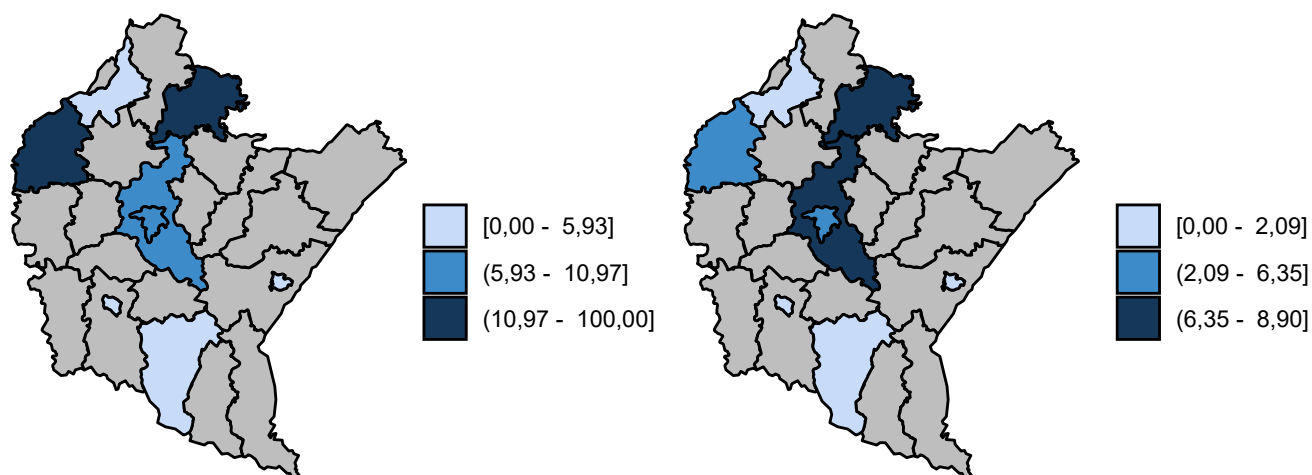 [0,00 - 5,93]
(5,93 - 10,97]
(10,97 - 100,00]
[0,00 - 2,09]
(2,09 - 6,35]
(6,35 - 8,90]